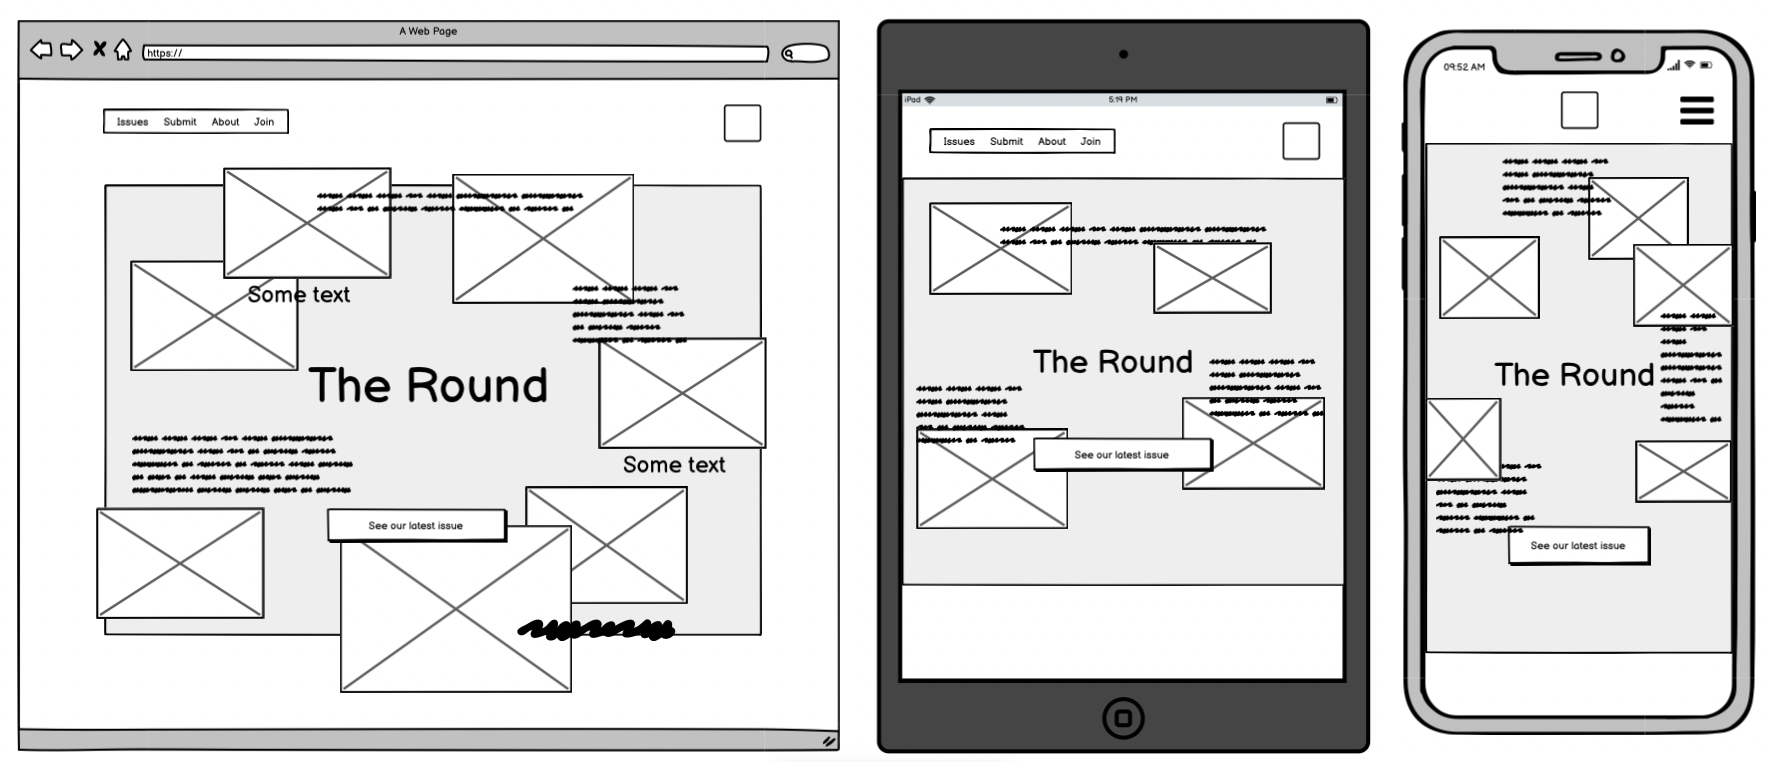 A Web Page
https://
Issues Submit About Join
Some text
The Round
Some text
See our latest issue
iPad 5:19 PM
Issues Submit About Join
The Round
See our latest issue
09:52 AM
The Round
See our latest issue